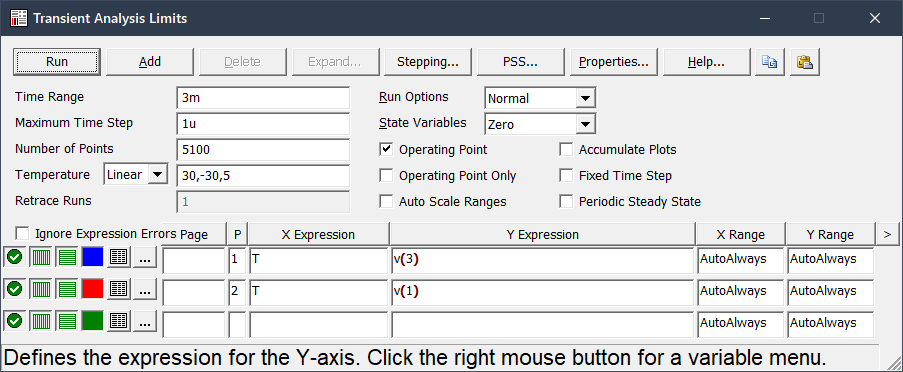 Transient Analysis Limits
Run Add Delete Expand... Stepping... PSS... Properties... Help...
Time Range 3m Run Options Normal
Maximum Time Step 1u State Variables Zero
Number of Points 5100 Operating Point Accumulate Plots
Temperature Linear 30,-30,5 Operating Point Only Fixed Time Step
Retrace Runs 1 Auto Scale Ranges Periodic Steady State
Ignore Expression Errors Page P X Expression Y Expression X Range Y Range >
... 1 T v(3) AutoAlways AutoAlways
... 2 T v(1) AutoAlways AutoAlways
... AutoAlways AutoAlways
Defines the expression for the Y-axis. Click the right mouse button for a variable menu.